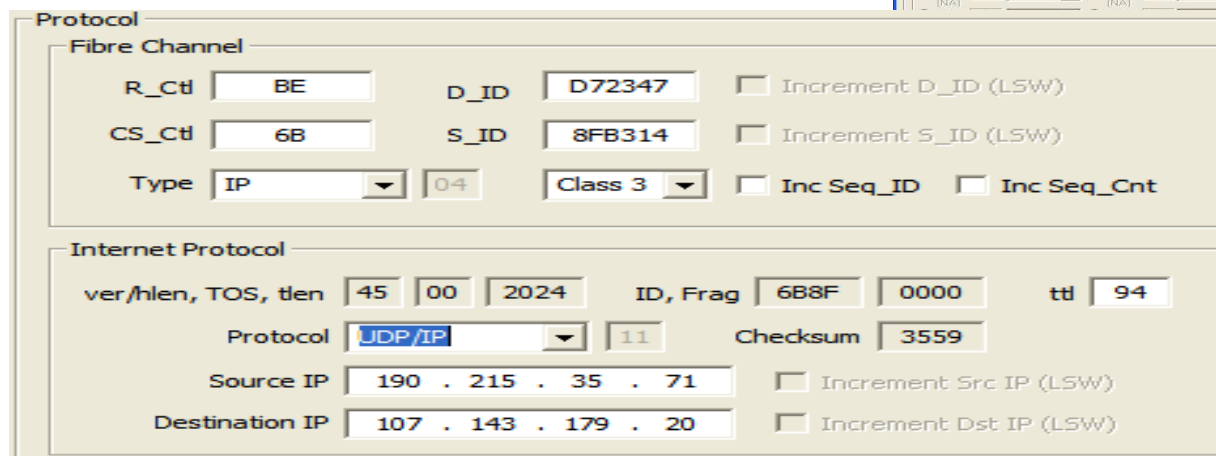 (NA) (NA)
Protocol
Fibre Channel
R_Ctl BE D_ID D72347 Increment D_ID (LSW)
CS_Ctl 6B S_ID 8FB314 Increment S_ID (LSW)
Type IP 04 Class 3 Inc Seq_ID Inc Seq_Cnt
Internet Protocol
ver/hlen, TOS, tlen 45 00 2024 ID, Frag 6B8F 0000 ttl 94
Protocol UDP/IP 11 Checksum 3559
Source IP 190 . 215 . 35 . 71 Increment Src IP (LSW)
Destination IP 107 . 143 . 179 . 20 Increment Dst IP (LSW)